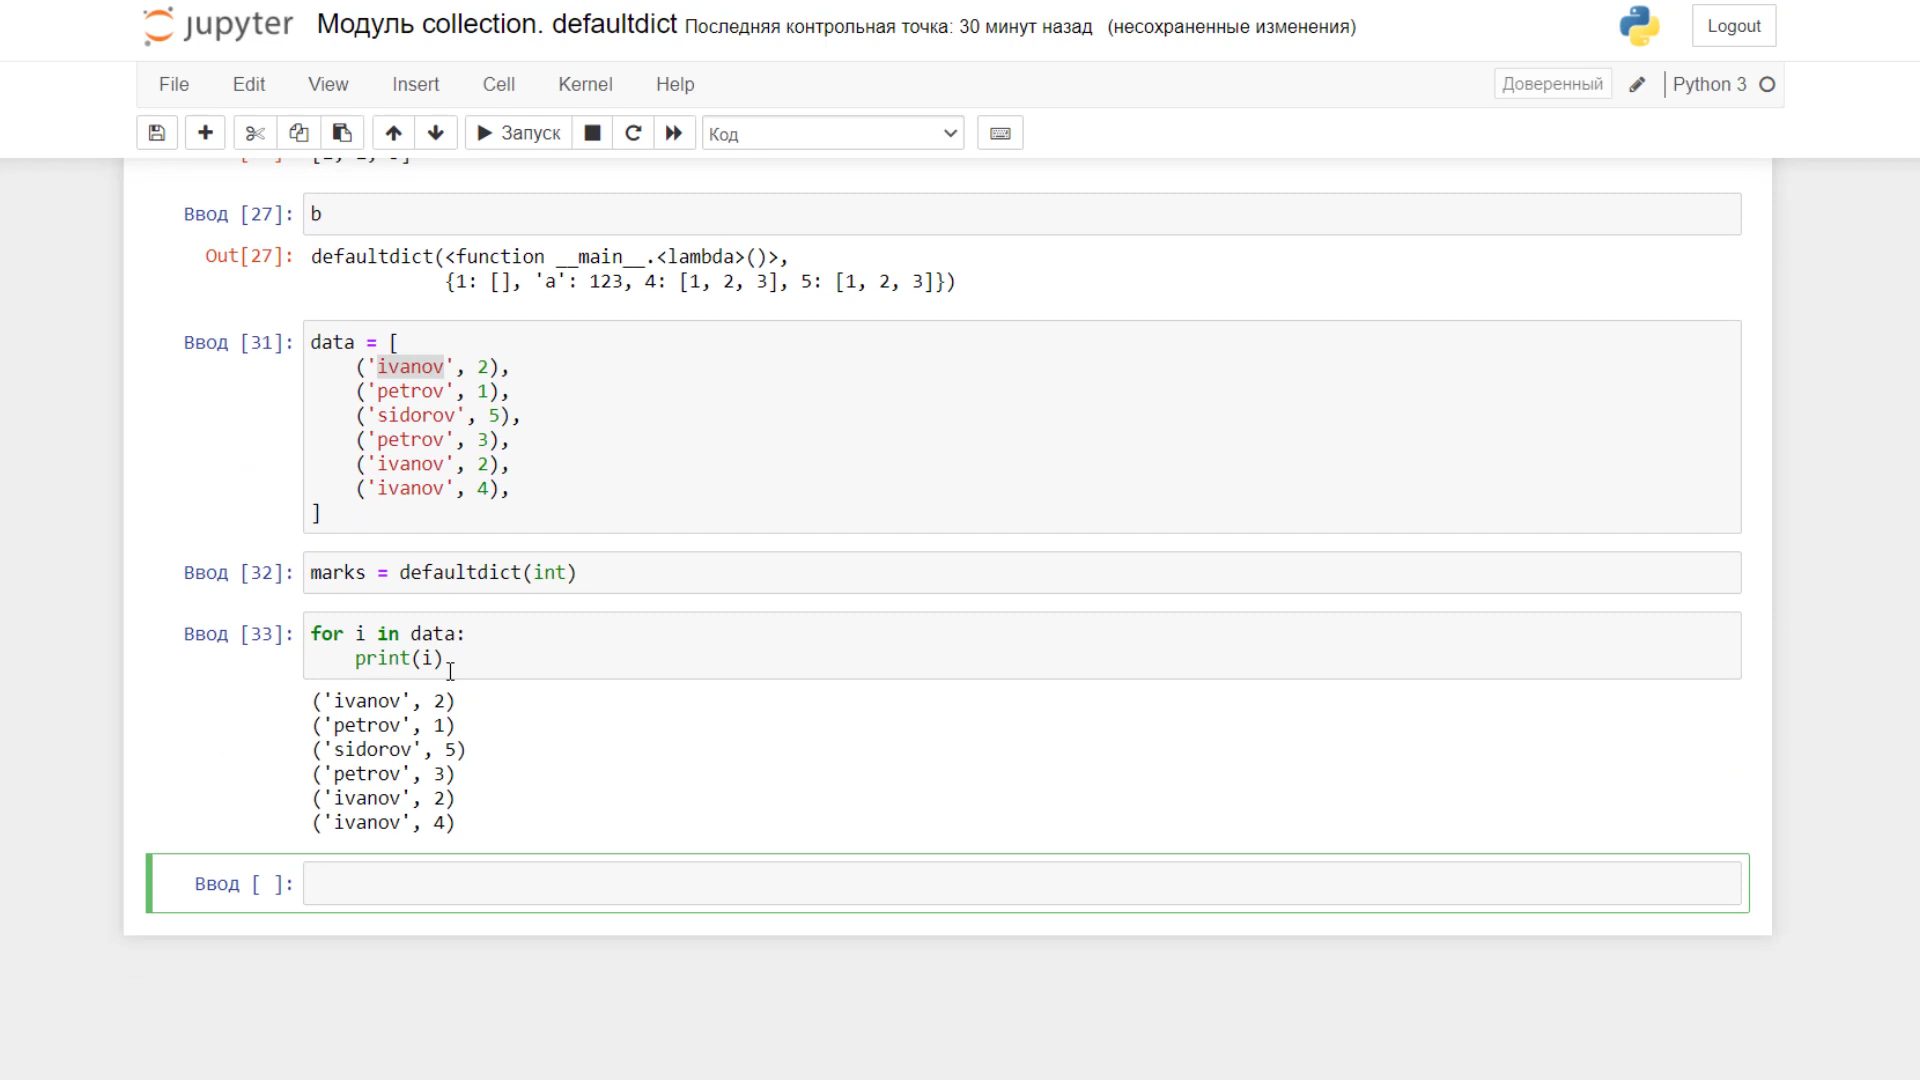 jupyter Модуль collection. defaultdict Последняя контрольная точка: 30 минут назад (несохраненные изменения) Logout
File Edit View Insert Cell Kernel Help Доверенный Python 3
Запуск Код
Ввод [27]: b
Out[27]: defaultdict(<function __main__.<lambda>()>,
{1: [], 'a': 123, 4: [1, 2, 3], 5: [1, 2, 3]})
Ввод [31]: data = [
('ivanov', 2),
('petrov', 1),
('sidorov', 5),
('petrov', 3),
('ivanov', 2),
('ivanov', 4),
]
Ввод [32]: marks = defaultdict(int)
Ввод [33]: for i in data:
print(i)
('ivanov', 2)
('petrov', 1)
('sidorov', 5)
('petrov', 3)
('ivanov', 2)
('ivanov', 4)
Ввод [ ]: